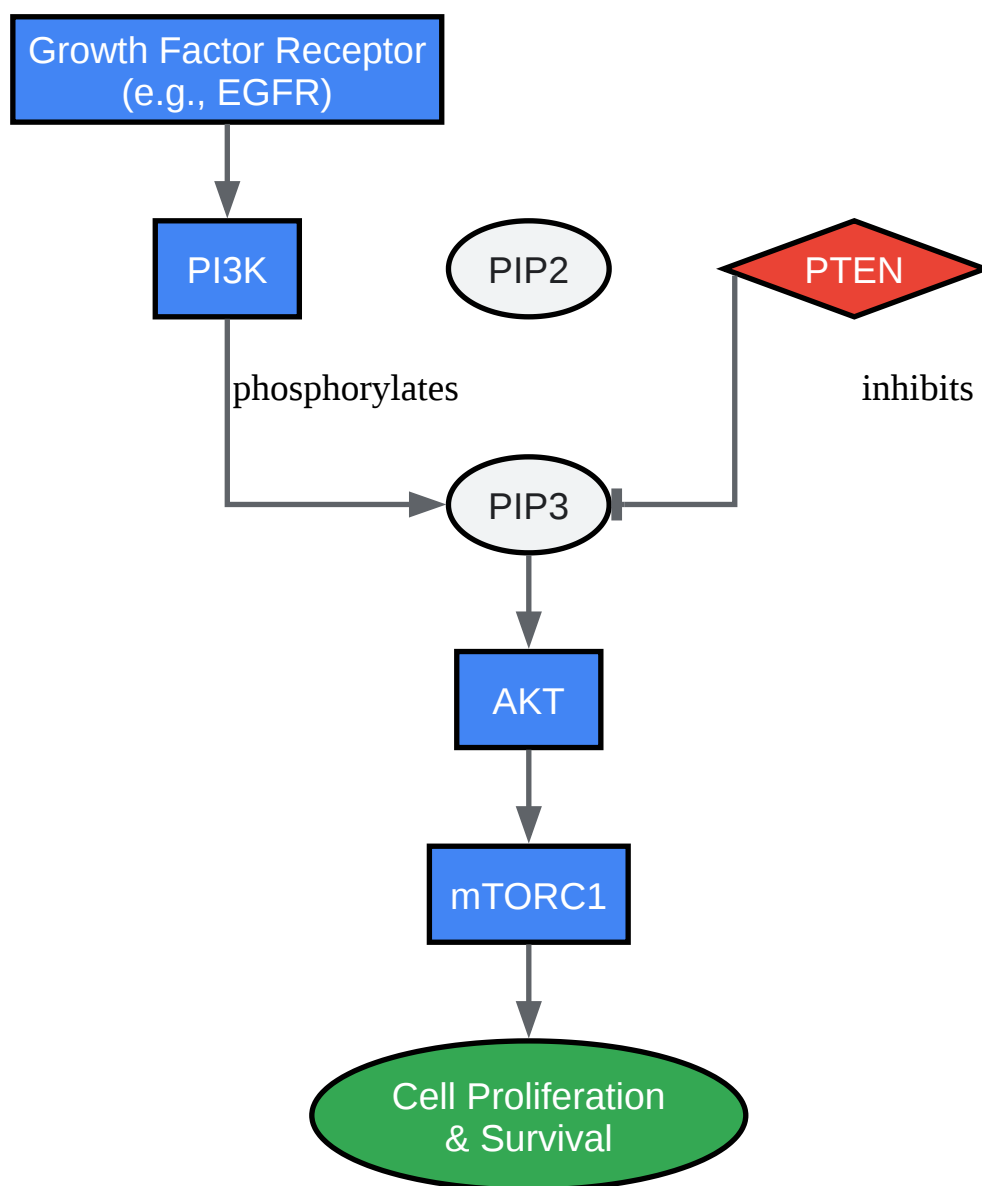 Growth Factor Receptor
(e.g., EGFR)
PI3K
PIP2
PTEN
phosphorylates
inhibits
PIP3
AKT
mTORC1
Cell Proliferation
& Survival